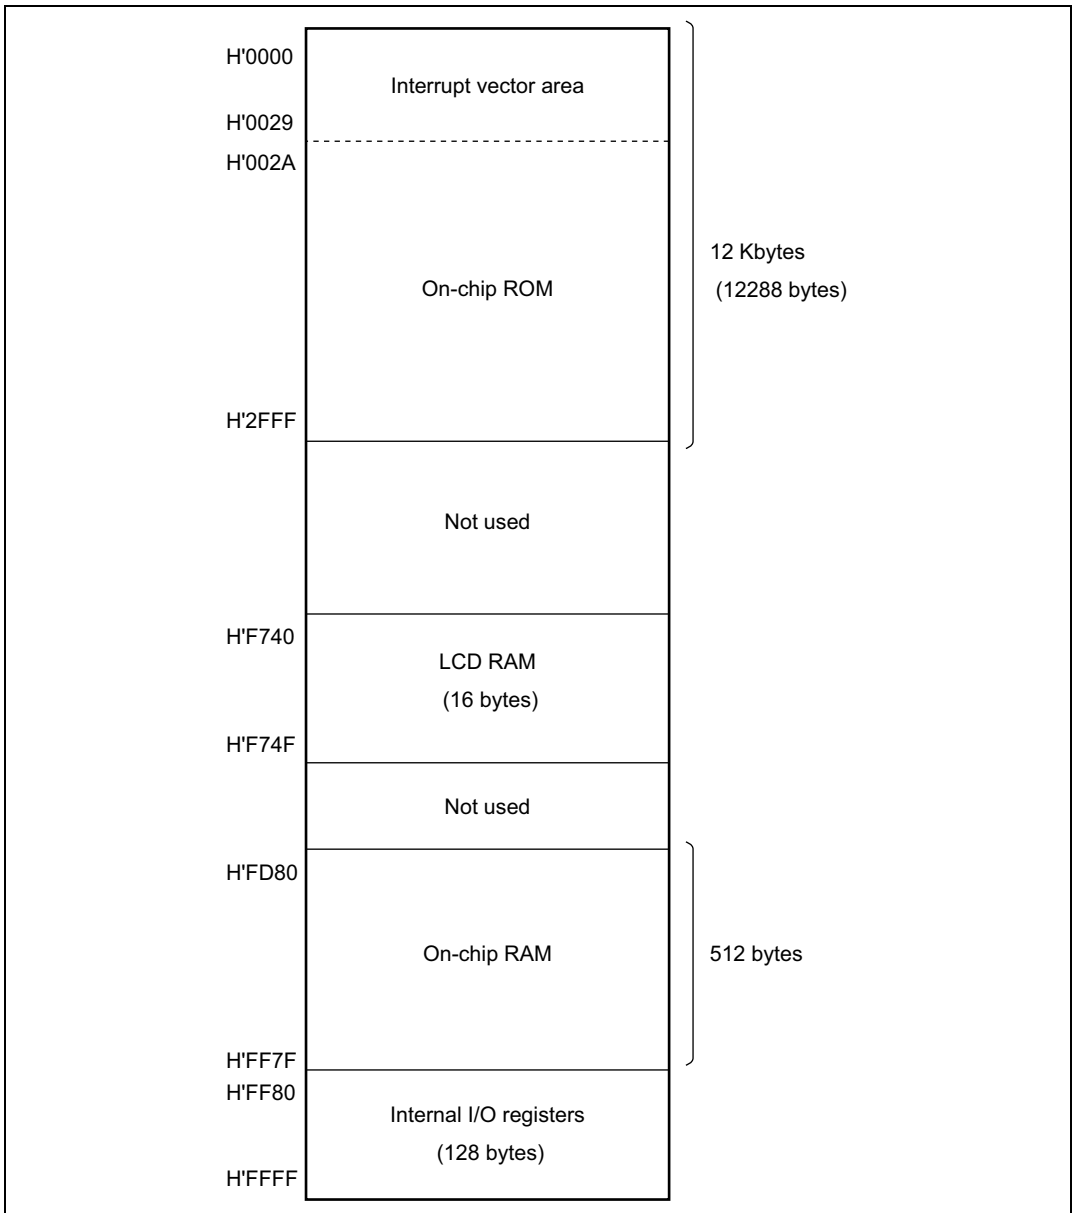 H'0000
Interrupt vector area
H'0029
H'002A
12 Kbytes
(12288 bytes)
On-chip ROM
H'2FFF
Not used
H'F740
LCD RAM
(16 bytes)
H'F74F
Not used
H'FD80
On-chip RAM
512 bytes
H'FF7F
H'FF80
Internal I/O registers
(128 bytes)
H'FFFF